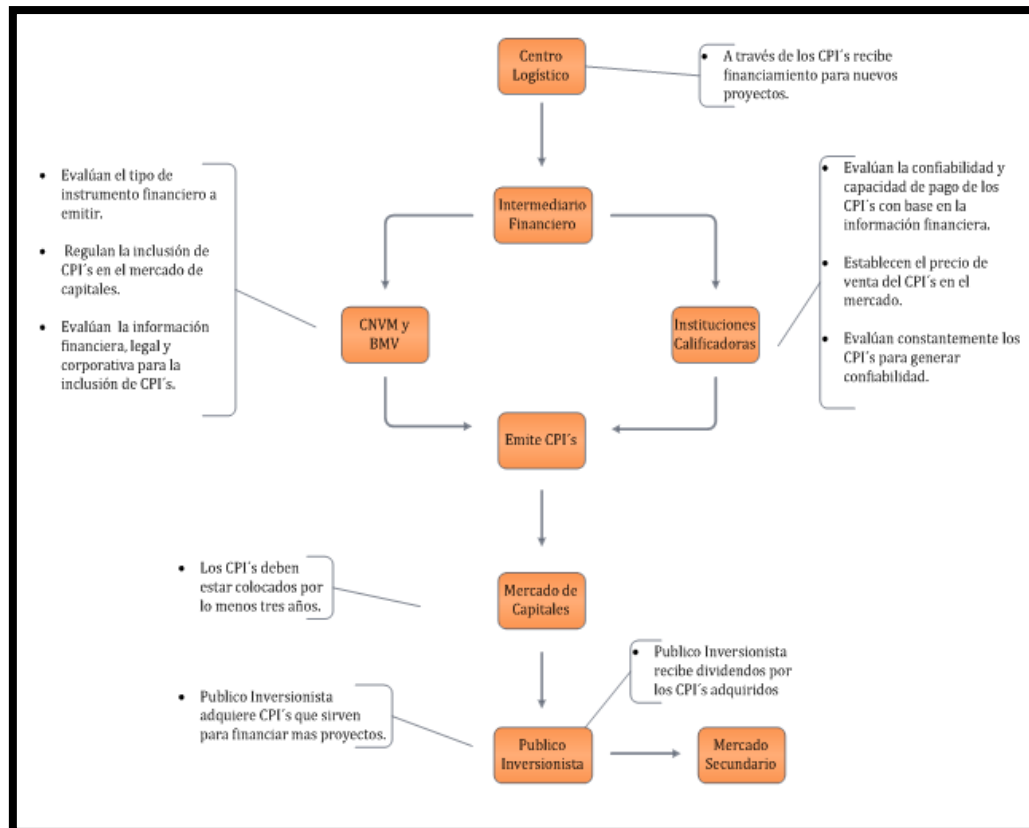 Centro
Logístico
• A través de los CPI´s recibe
financiamiento para nuevos
proyectos.
• Evalúan el tipo de
instrumento financiero a
emitir.
• Regulan la inclusión de
CPI´s en el mercado de
capitales.
• Evalúan la información
financiera, legal y
corporativa para la
inclusión de CPI´s.
Intermediario
Financiero
• Evalúan la confiabilidad y
capacidad de pago de los
CPI´s con base en la
información financiera.
• Establecen el precio de
venta del CPI´s en el
mercado.
• Evalúan constantemente los
CPI´s para generar
confiabilidad.
CNVM y
BMV
Instituciones
Calificadoras
Emite CPI´s
• Los CPI´s deben
estar colocados por
lo menos tres años.
Mercado de
Capitales
• Publico Inversionista
recibe dividendos por
los CPI´s adquiridos
• Publico Inversionista
adquiere CPI´s que sirven
para financiar mas proyectos.
Publico
Inversionista
Mercado
Secundario